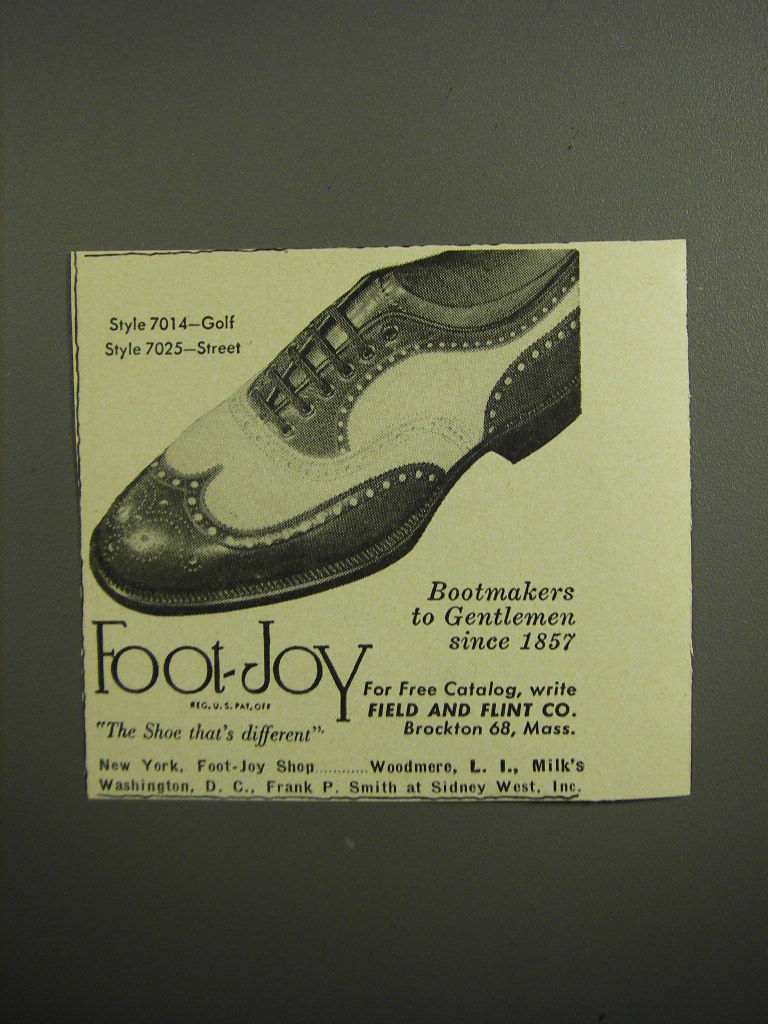 Style 7014—Golf
Style 7025—Street
Bootmakers
to Gentlemen
since 1857
Foot-Joy
REG. U. S. PAT. OFF
"The Shoe that's different"
For Free Catalog, write
FIELD AND FLINT CO.
Brockton 68, Mass.
New York, Foot-Joy Shop............Woodmere, L. I., Milk's
Washington, D. C., Frank P. Smith at Sidney West, Inc.